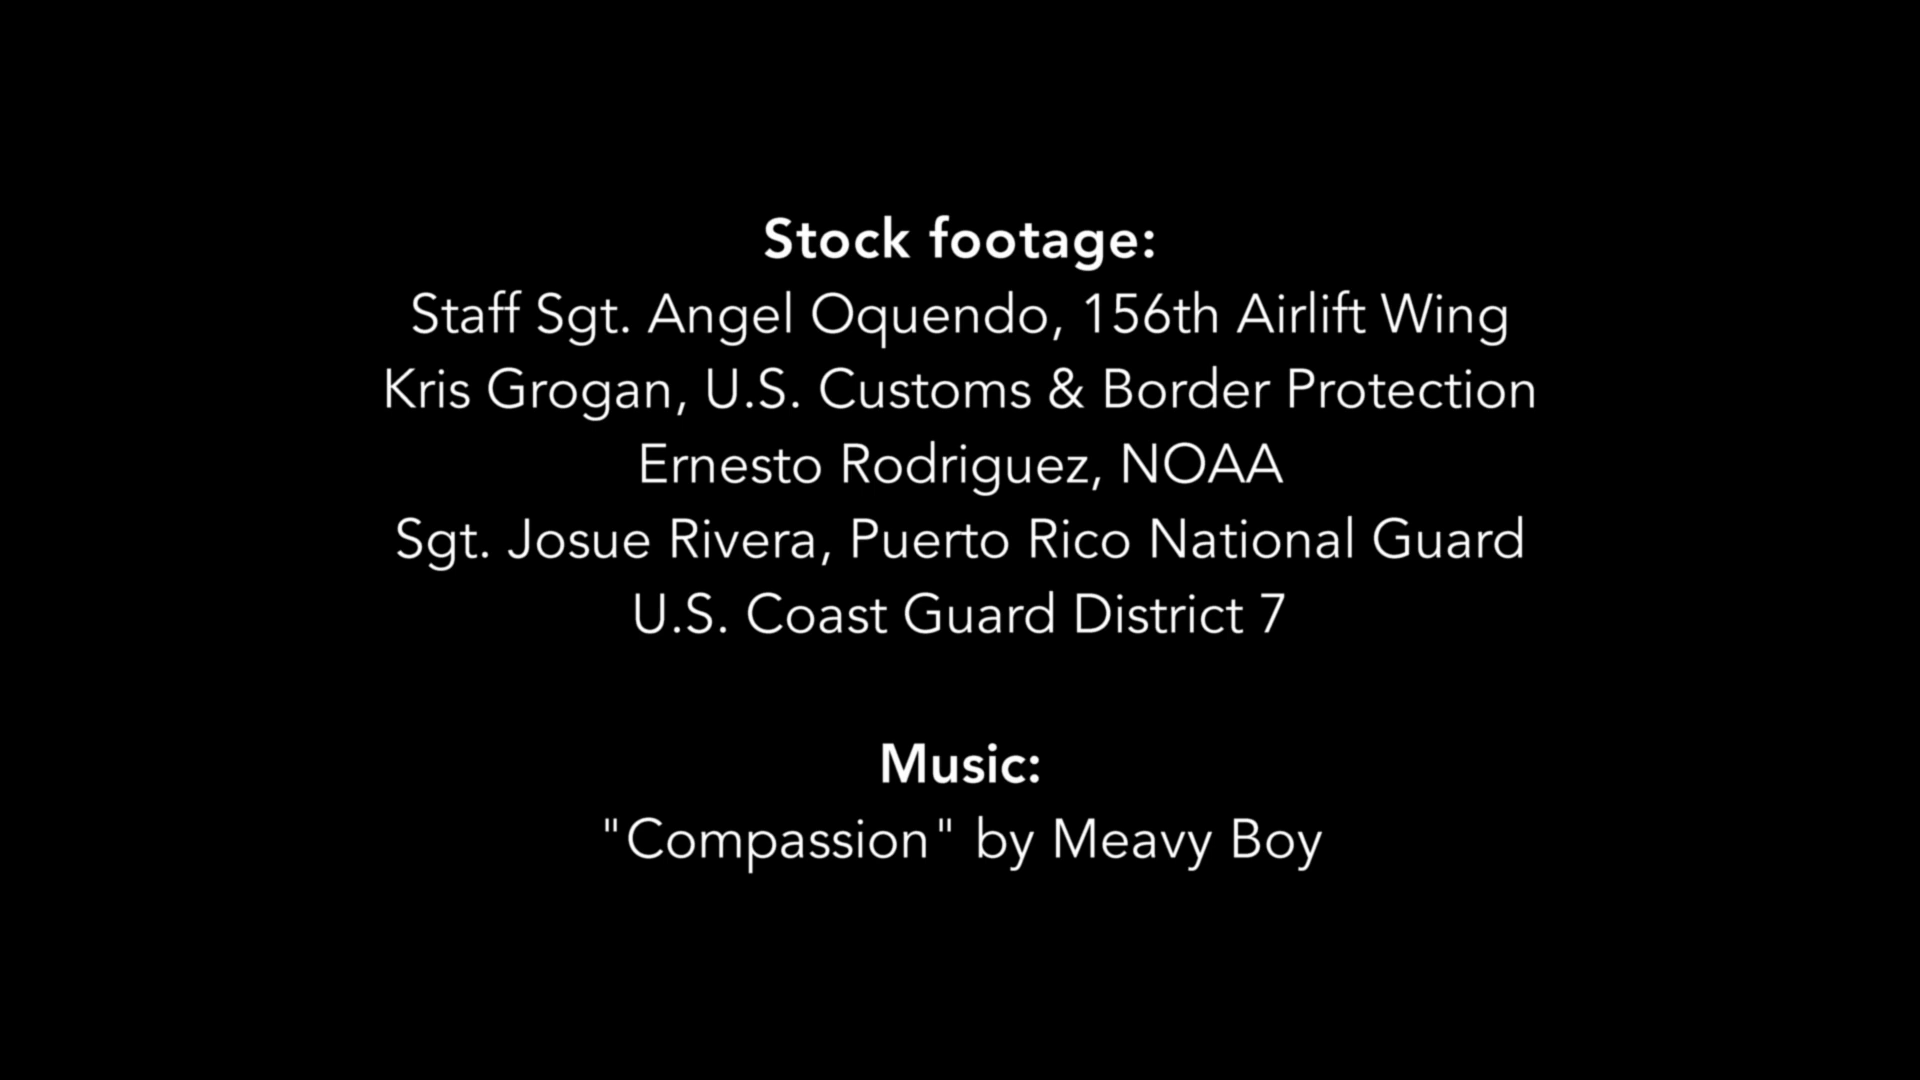 Stock footage:
Staff Sgt. Angel Oquendo, 156th Airlift Wing
Kris Grogan, U.S. Customs & Border Protection
Ernesto Rodriguez, NOAA
Sgt. Josue Rivera, Puerto Rico National Guard
U.S. Coast Guard District 7
Music:
"Compassion" by Meavy Boy